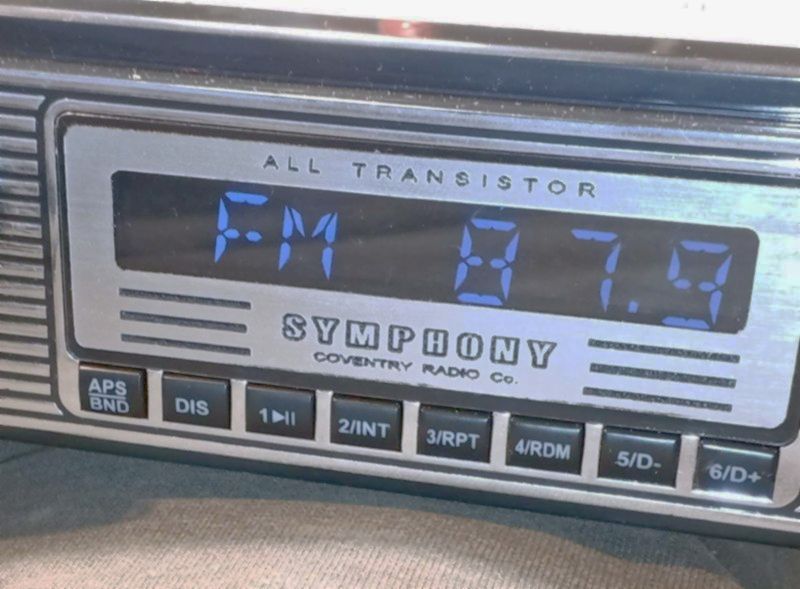 ALL TRANSISTOR
FM 87.9
SYMPHONY
COVENTRY RADIO Co.
APS
BND
DIS
1▶II
2/INT
3/RPT
4/RDM
5/D-
6/D+